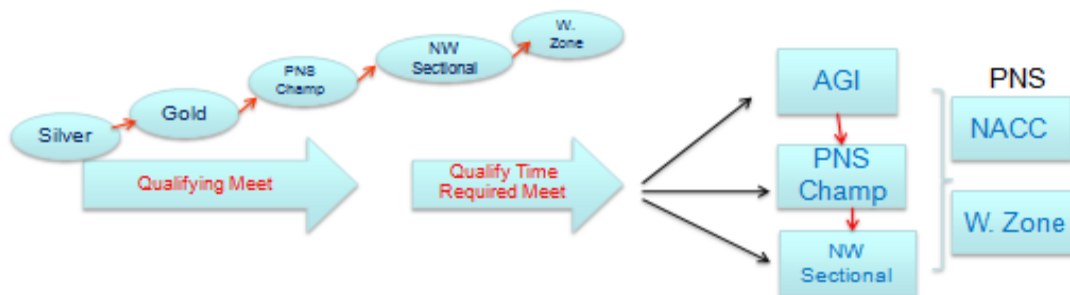 Silver
Gold
PNS
Champ
NW
Sectional
W.
Zone
Qualifying Meet
Qualify Time
Required Meet
AGI
PNS
Champ
NW
Sectional
PNS
NACC
W. Zone